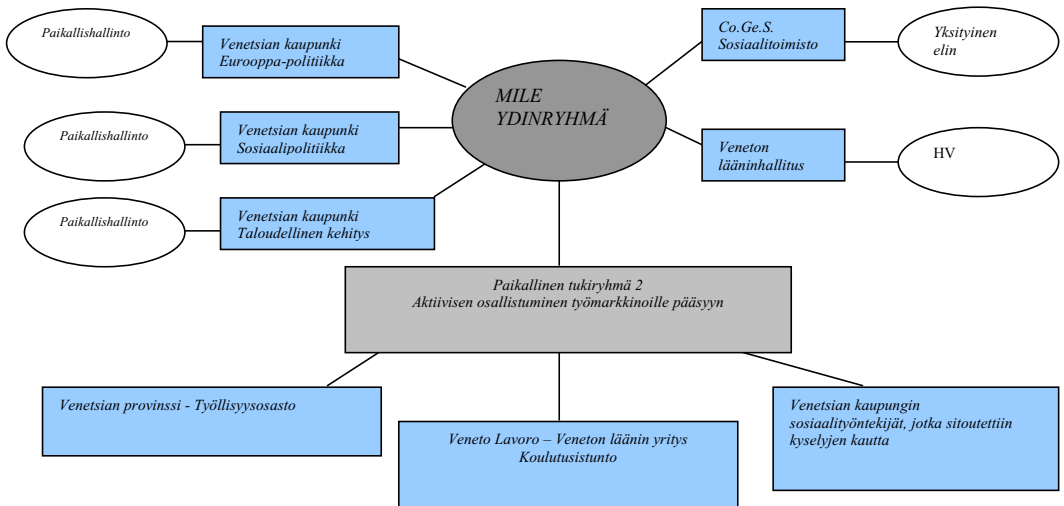 Paikallishallinto
Venetsian kaupunki
Eurooppa-politiikka
MILE
YDINRYHMÄ
Co.Ge.S.
Sosiaalitoimisto
Yksityinen
elin
Paikallishallinto
Venetsian kaupunki
Sosiaalipolitiikka
Veneton
lääninhallitus
HV
Paikallishallinto
Venetsian kaupunki
Taloudellinen kehitys
Paikallinen tukiryhmä 2
Aktiivisen osallistuminen työmarkkinoille pääsyyn
Venetsian provinssi - Työllisyysosasto
Veneto Lavoro – Veneton läänin yritys
Koulutusistunto
Venetsian kaupungin
sosiaalityöntekijät, jotka sitoutettiin
kyselyjen kautta